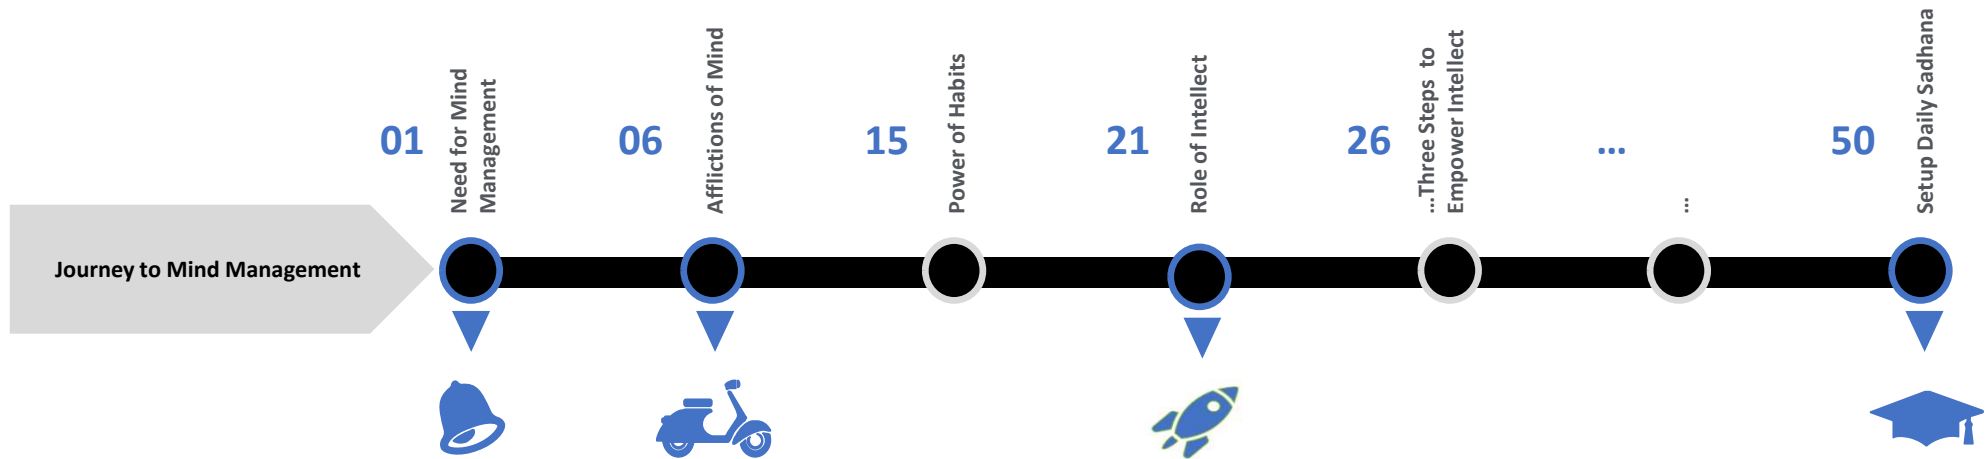 Journey to Mind Management
01
Need for Mind
Management
06
Afflictions of Mind
15
Power of Habits
21
Role of Intellect
26
...Three Steps to
Empower Intellect
...
...
50
Setup Daily Sadhana